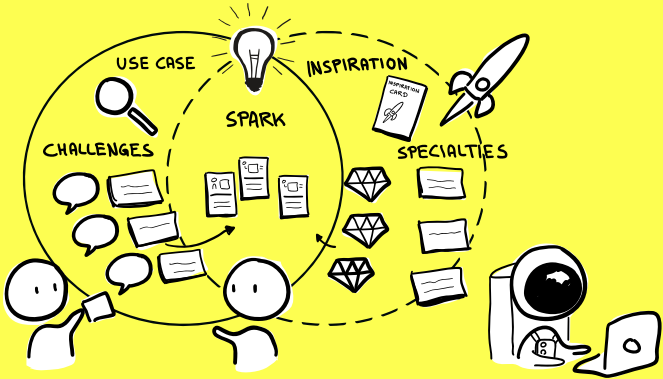 USE CASE
INSPIRATION
INSPIRATION
CARD
SPARK
CHALLENGES
SPECIALTIES